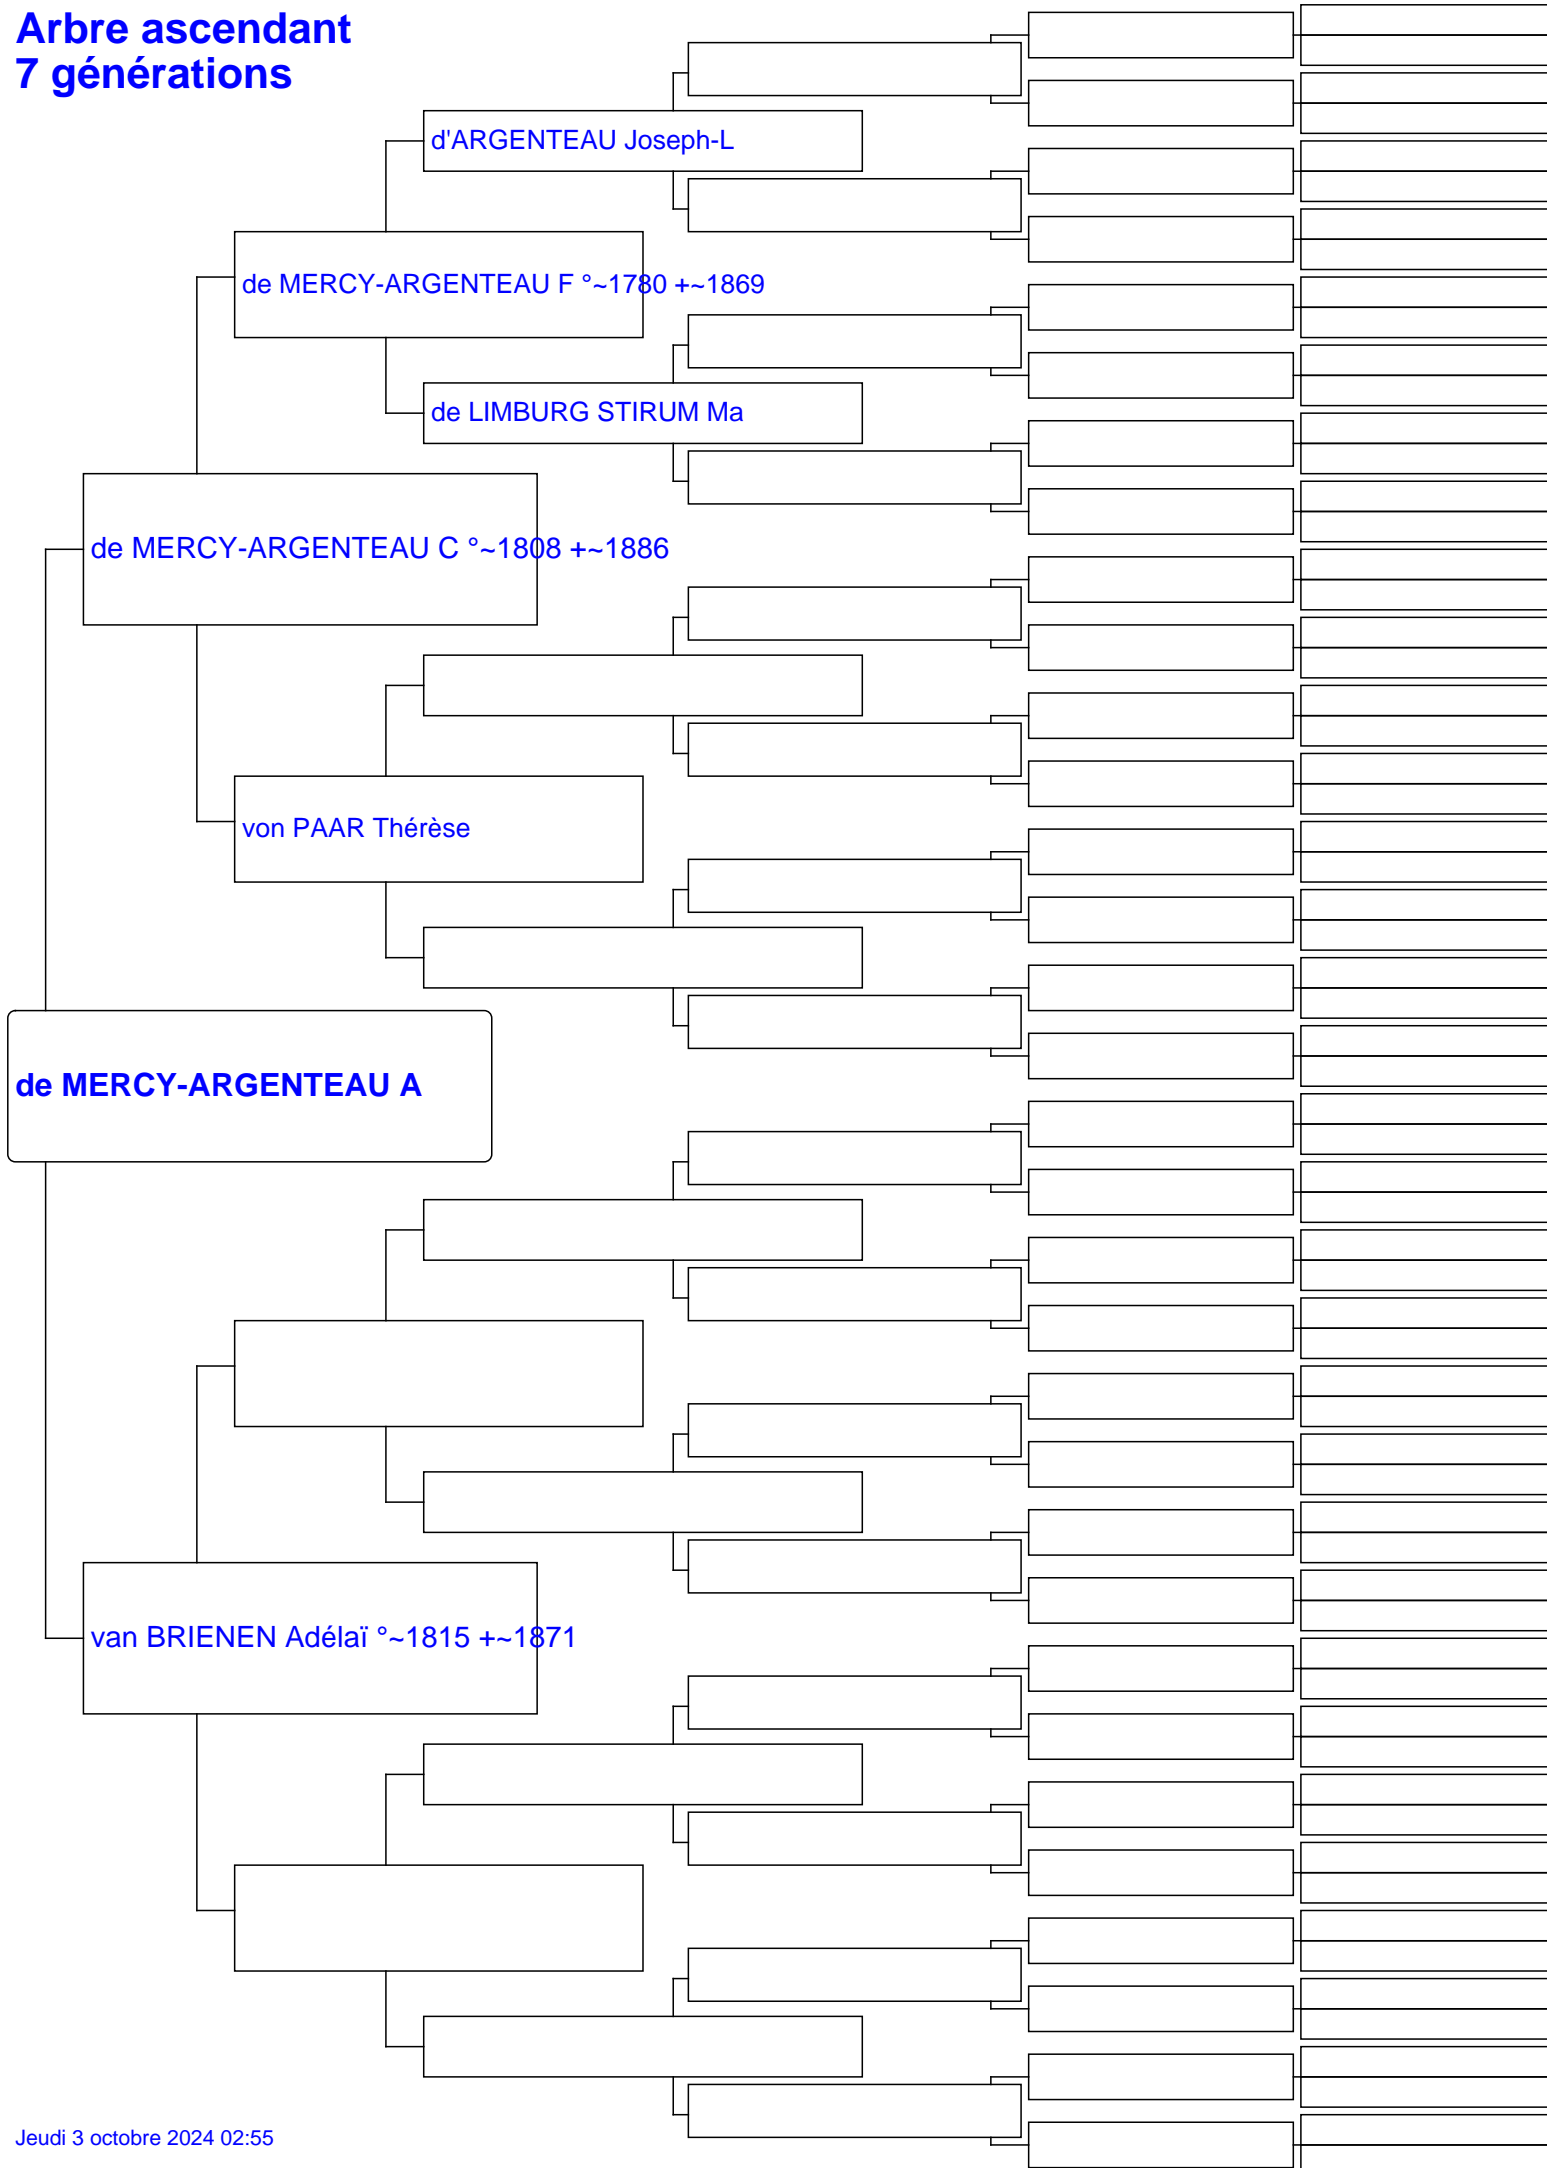 Arbre ascendant
7 générations
d'ARGENTEAU Joseph-L
de MERCY-ARGENTEAU F °~1780 +~1869
de LIMBURG STIRUM Ma
de MERCY-ARGENTEAU C °~1808 +~1886
von PAAR Thérèse
de MERCY-ARGENTEAU A
van BRIENEN Adélaï °~1815 +~1871
Jeudi 3 octobre 2024 02:55